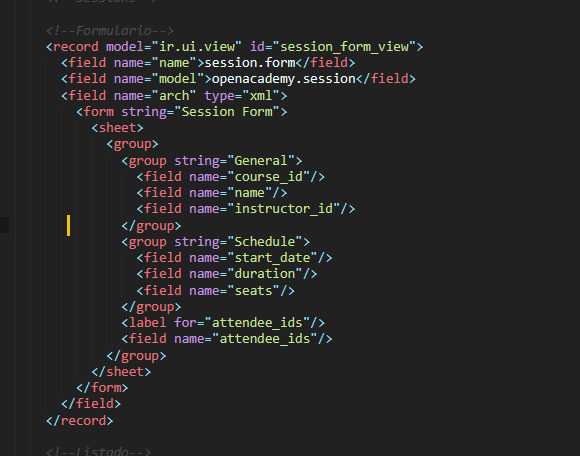 <!--Sessions-->
<!--Formulario-->
<record model="ir.ui.view" id="session_form_view">
<field name="name">session.form</field>
<field name="model">openacademy.session</field>
<field name="arch" type="xml">
<form string="Session Form">
<sheet>
<group>
<group string="General">
<field name="course_id"/>
<field name="name"/>
<field name="instructor_id"/>
</group>
<group string="Schedule">
<field name="start_date"/>
<field name="duration"/>
<field name="seats"/>
</group>
<label for="attendee_ids"/>
<field name="attendee_ids"/>
</group>
</sheet>
</form>
</field>
</record>
<!--Listado-->